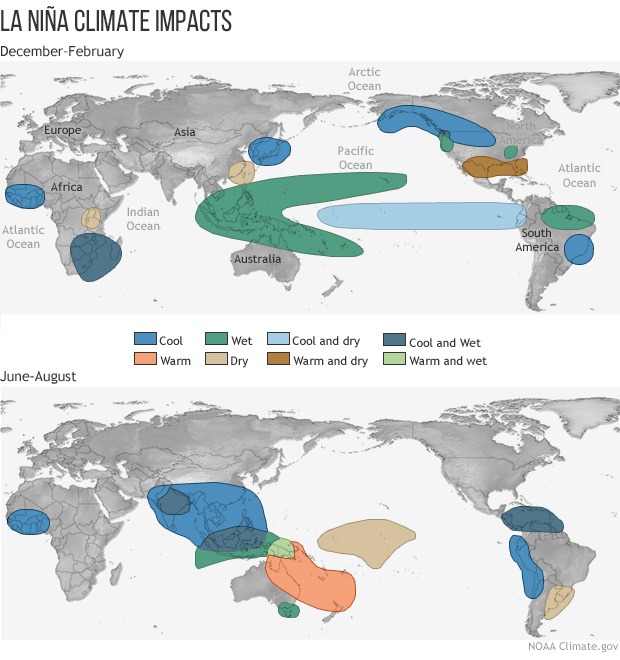 LA NIÑA CLIMATE IMPACTS
December-February
Arctic
Ocean
Europe
Asia
North
America
Pacific
Ocean
Africa
Atlantic
Ocean
Indian
Ocean
Atlantic
Ocean
South
America
Australia
Cool
Wet
Cool and dry
Cool and Wet
Warm
Dry
Warm and dry
Warm and wet
June-August
NOAA Climate.gov